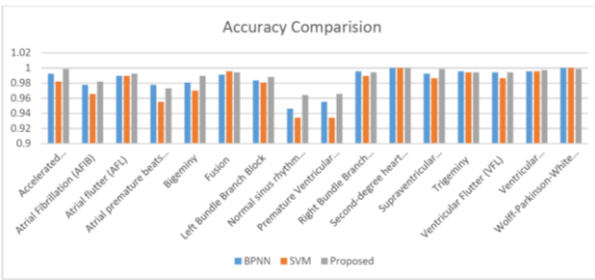 Accuracy Comparision
1.02
1
0.98
0.96
0.94
0.92
0.9
Accelerated...
Atrial Fibrillation (AFIB)
Atrial flutter (AFL)
Atrial premature beats...
Bigeminy
Fusion
Left Bundle Branch Block
Normal sinus rhythm...
Premature Ventricular...
Right Bundle Branch...
Second-degree heart...
Supraventricular...
Trigeminy
Ventricular Flutter (VFL)
Ventricular...
Wolff-Parkinson-White...
BPNN SVM Proposed